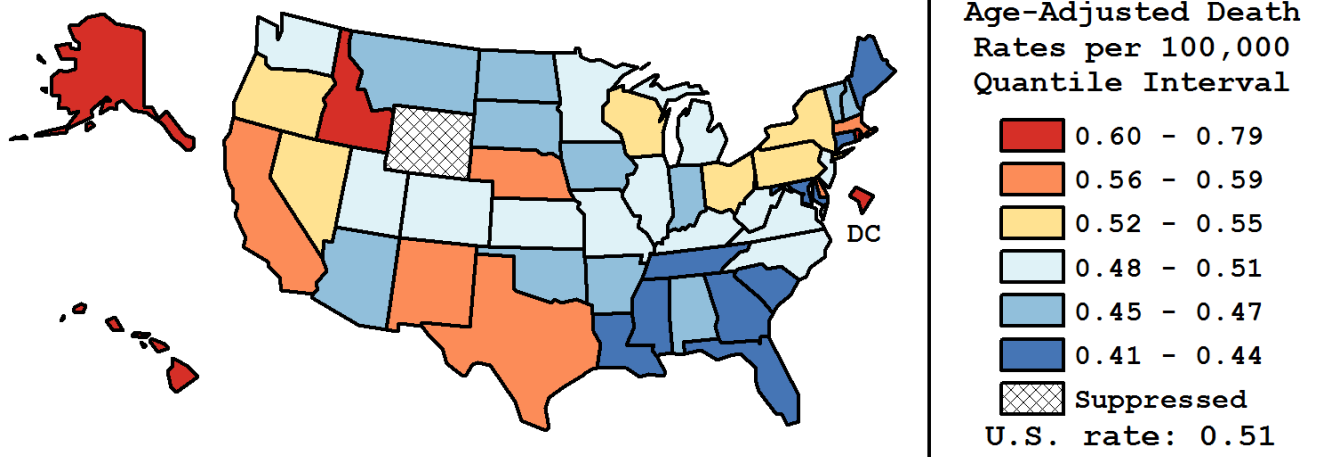 Age-Adjusted Death
Rates per 100,000
Quantile Interval
0.60 - 0.79
0.56 - 0.59
0.52 - 0.55
0.48 - 0.51
0.45 - 0.47
0.41 - 0.44
Suppressed
U.S. rate: 0.51
DC